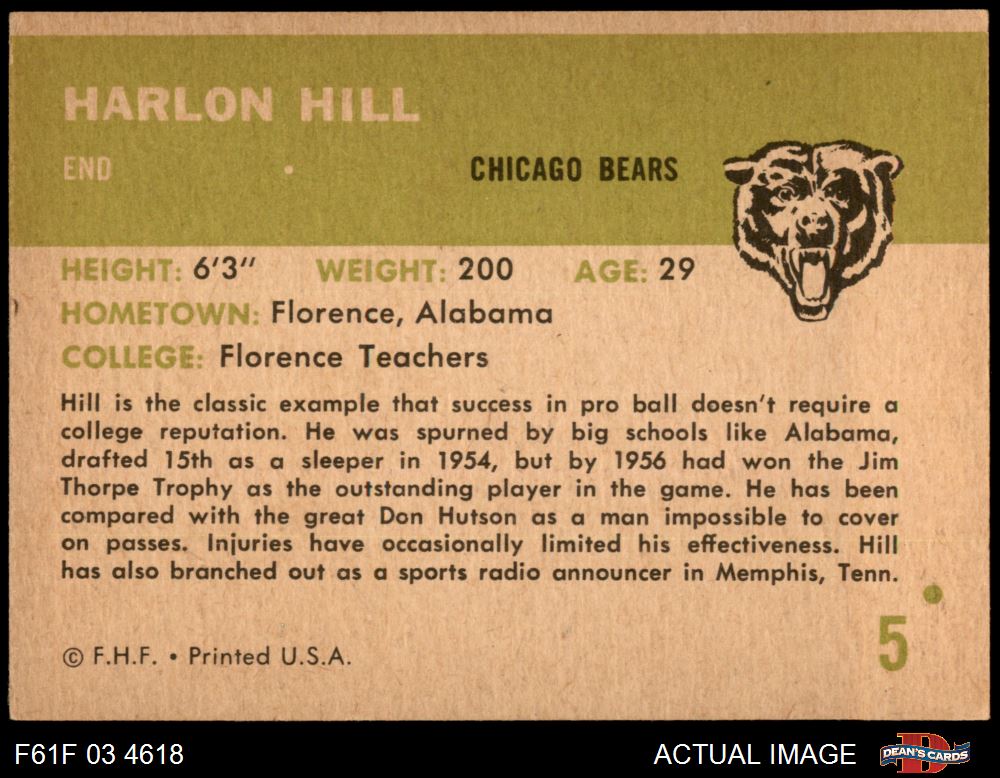 HARLON HILL
END
CHICAGO BEARS
HEIGHT: 6'3" WEIGHT: 200 AGE: 29
HOMETOWN: Florence, Alabama
COLLEGE: Florence Teachers
Hill is the classic example that success in pro ball doesn't require a
college reputation. He was spurned by big schools like Alabama,
drafted 15th as a sleeper in 1954, but by 1956 had won the Jim
Thorpe Trophy as the outstanding player in the game. He has been
compared with the great Don Hutson as a man impossible to cover
on passes. Injuries have occasionally limited his effectiveness. Hill
has also branched out as a sports radio announcer in Memphis, Tenn.
5
© F.H.F. • Printed U.S.A.
F61F 03 4618
ACTUAL IMAGE
D
DEAN'S CARDS